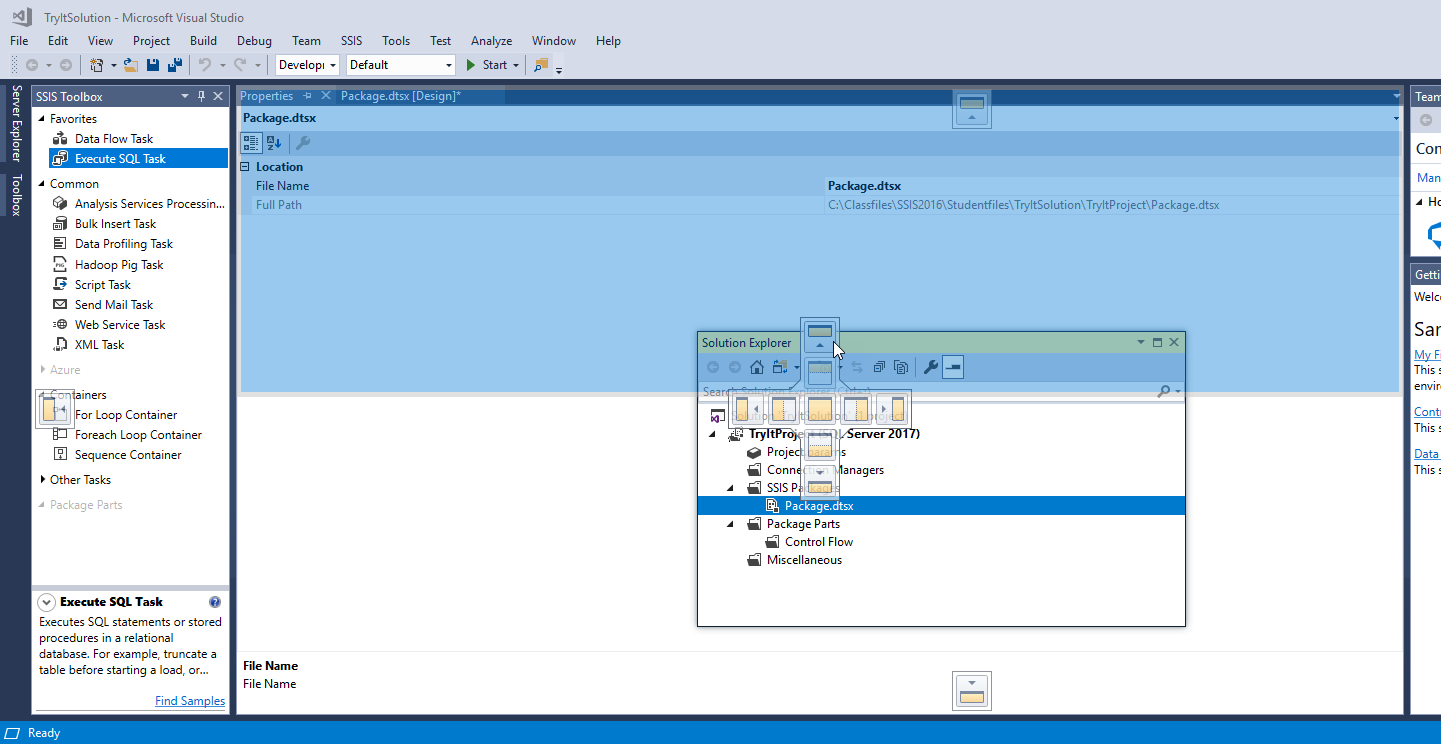 TryItSolution - Microsoft Visual Studio
File Edit View Project Build Debug Team SSIS Tools Test Analyze Window Help
Develop Default Start
Server Explorer
Toolbox
SSIS Toolbox
Favorites
Data Flow Task
Execute SQL Task
Common
Analysis Services Processin...
Bulk Insert Task
Data Profiling Task
Hadoop Pig Task
Script Task
Send Mail Task
Web Service Task
XML Task
Azure
Containers
For Loop Container
Foreach Loop Container
Sequence Container
Other Tasks
Package Parts
Execute SQL Task
Executes SQL statements or stored
procedures in a relational
database. For example, truncate a
table before starting a load, or...
Find Samples
Properties Package.dtsx [Design]*
Package.dtsx
Location
File Name Package.dtsx
Full Path C:\Classfiles\SSIS2016\Studentfiles\TryItSolution\TryItProject\Package.dtsx
Solution Explorer
Search Solution Explorer (Ctrl+;)
Solution 'TryItSolution' (1 project)
TryItProject (SQL Server 2017)
Project.params
Connection Managers
SSIS Packages
Package.dtsx
Package Parts
Control Flow
Miscellaneous
File Name
File Name
Team
Con
Man
Ho
Getti
Welc
Sar
My F
This s
envir
Cont
This s
Data
This s
Ready